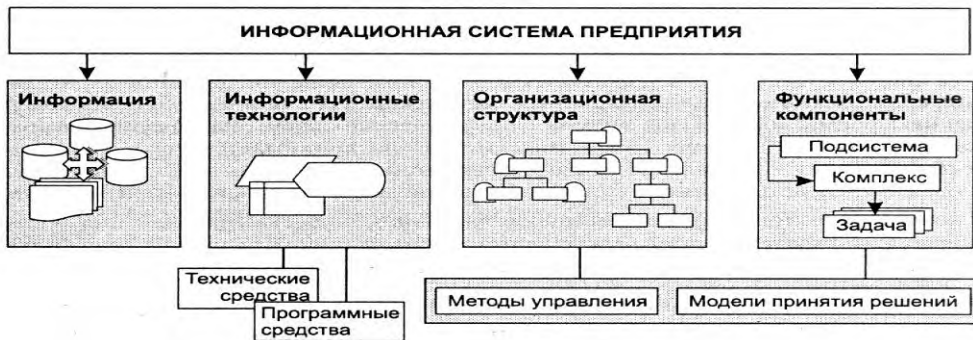 ИНФОРМАЦИОННАЯ СИСТЕМА ПРЕДПРИЯТИЯ
Информация
Информационные
технологии
Организационная
структура
Функциональные
компоненты
Подсистема
Комплекс
Задача
Технические
средства
Программные
средства
Методы управления
Модели принятия решений